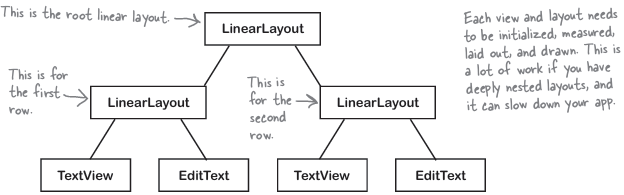 This is the root linear layout.
LinearLayout
Each view and layout needs
to be initialized, measured,
laid out, and drawn. This is
a lot of work if you have
deeply nested layouts, and
it can slow down your app.
This is for
the first
row.
LinearLayout
This is
for the
second
row.
LinearLayout
TextView
EditText
TextView
EditText